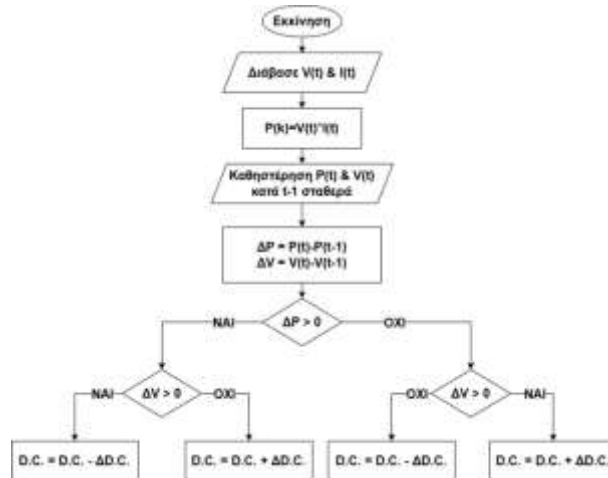 Εκκίνηση
Διάβασε V(t) & I(t)
P(k)=V(t)*I(t)
Καθηστέρηση P(t) & V(t)
κατά t-1 σταθερά
ΔP = P(t)-P(t-1)
ΔV = V(t)-V(t-1)
ΝΑΙ
ΔP > 0
ΟΧΙ
ΝΑΙ
ΔV > 0
ΟΧΙ
ΟΧΙ
ΔV > 0
ΝΑΙ
D.C. = D.C. - ΔD.C.
D.C. = D.C. + ΔD.C.
D.C. = D.C. - ΔD.C.
D.C. = D.C. + ΔD.C.